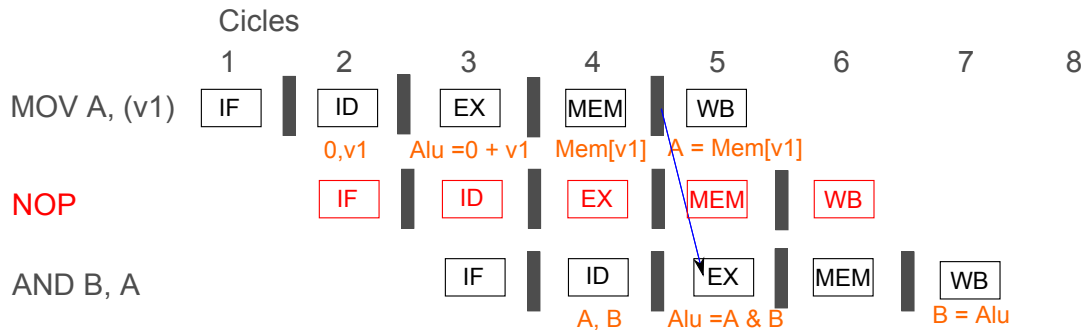 Cicles
1 2 3 4 5 6 7 8
MOV A, (v1) IF ID EX MEM WB
0,v1 Alu =0 + v1 Mem[v1] A = Mem[v1]
NOP IF ID EX MEM WB
AND B, A IF ID EX MEM WB
A, B Alu =A & B B = Alu